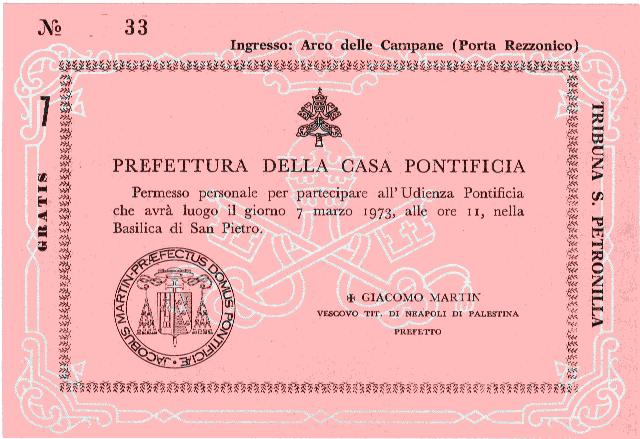 № 33
Ingresso: Arco delle Campane (Porta Rezzonico)
7
GRATIS
TRIBUNA S. PETRONILLA
PREFETTURA DELLA CASA PONTIFICIA
Permesso personale per partecipare all'Udienza Pontificia
che avrà luogo il giorno 7 marzo 1973, alle ore 11, nella
Basilica di San Pietro.
JACOBUS MARTIN·PRÆFECTUS DOMUS PONTIFICIÆ·
✠ GIACOMO MARTIN
VESCOVO TIT. DI NEAPOLI DI PALESTINA
PREFETTO